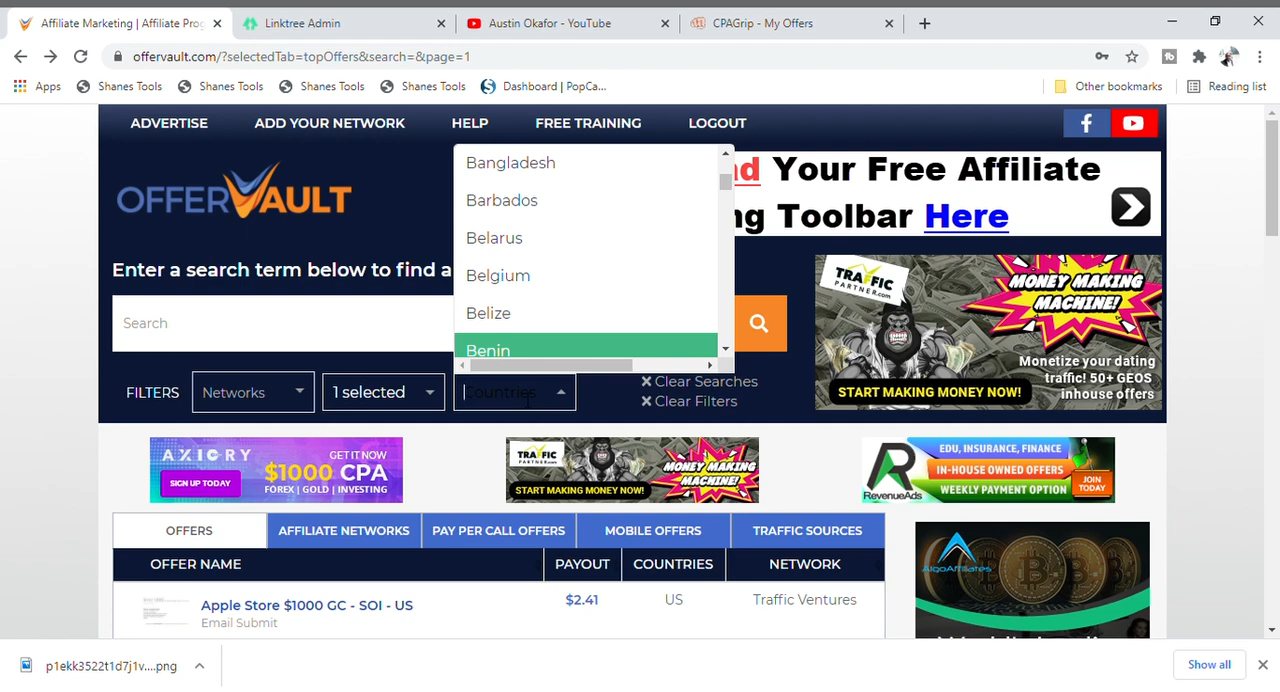 Affiliate Marketing | Affiliate Prog
Linktree Admin
Austin Okafor - YouTube
CPAGrip - My Offers
offervault.com/?selectedTab=topOffers&search=&page=1
Apps
Shanes Tools
Shanes Tools
Shanes Tools
Shanes Tools
Dashboard | PopCa...
Other bookmarks
Reading list
ADVERTISE
ADD YOUR NETWORK
HELP
FREE TRAINING
LOGOUT
OFFERVAULT
Your Free Affiliate
ng Toolbar Here
Bangladesh
Barbados
Belarus
Belgium
Belize
Benin
Enter a search term below to find a
Search
TRAFFIC
PARTNER.com
MONEY MAKING
MACHINE!
Monetize your dating
traffic! 50+ GEOS
inhouse offers
START MAKING MONEY NOW!
FILTERS
Networks
1 selected
Countries
Clear Searches
Clear Filters
AXICRY
GET IT NOW
$1000 CPA
SIGN UP TODAY
FOREX | GOLD | INVESTING
TRAFFIC
PARTNER.com
MONEY MAKING
MACHINE!
START MAKING MONEY NOW!
RevenueAds
EDU, INSURANCE, FINANCE
IN-HOUSE OWNED OFFERS
WEEKLY PAYMENT OPTION
JOIN
TODAY
OFFERS
AFFILIATE NETWORKS
PAY PER CALL OFFERS
MOBILE OFFERS
TRAFFIC SOURCES
OFFER NAME
PAYOUT
COUNTRIES
NETWORK
Apple Store $1000 GC - SOI - US
Email Submit
$2.41
US
Traffic Ventures
AlgoAffiliates
p1ekk3522t1d7j1v....png
Show all